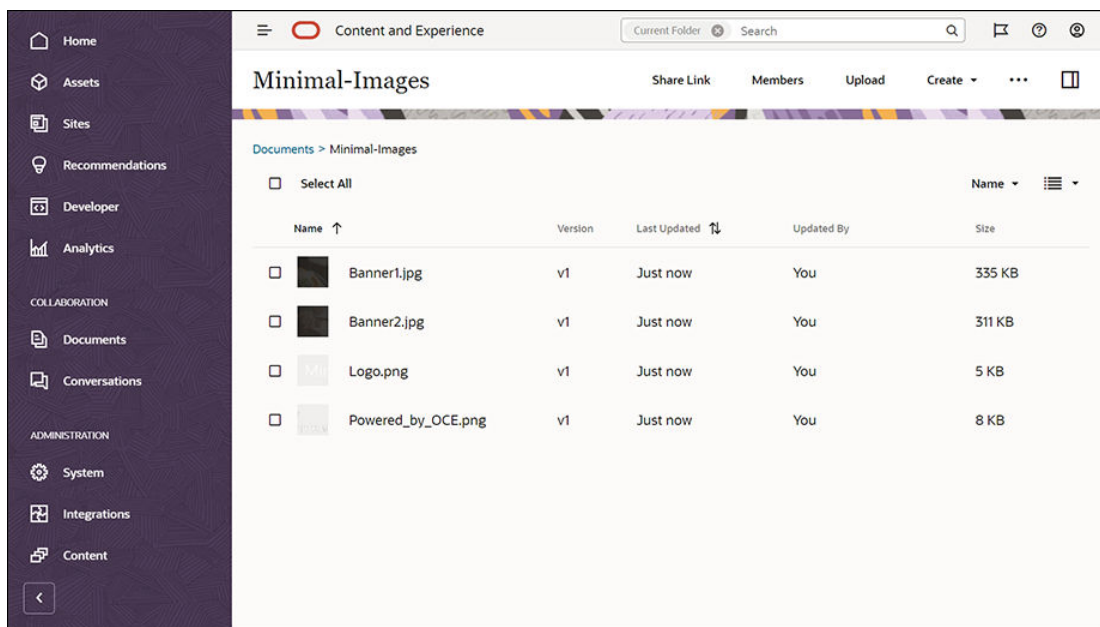 Home
Assets
Sites
Recommendations
Developer
Analytics
COLLABORATION
Documents
Conversations
ADMINISTRATION
System
Integrations
Content
Content and Experience
Current Folder Search
Minimal-Images
Share Link Members Upload Create
Documents > Minimal-Images
Select All Name
Name Version Last Updated Updated By Size
Banner1.jpg v1 Just now You 335 KB
Banner2.jpg v1 Just now You 311 KB
Logo.png v1 Just now You 5 KB
Powered_by_OCE.png v1 Just now You 8 KB